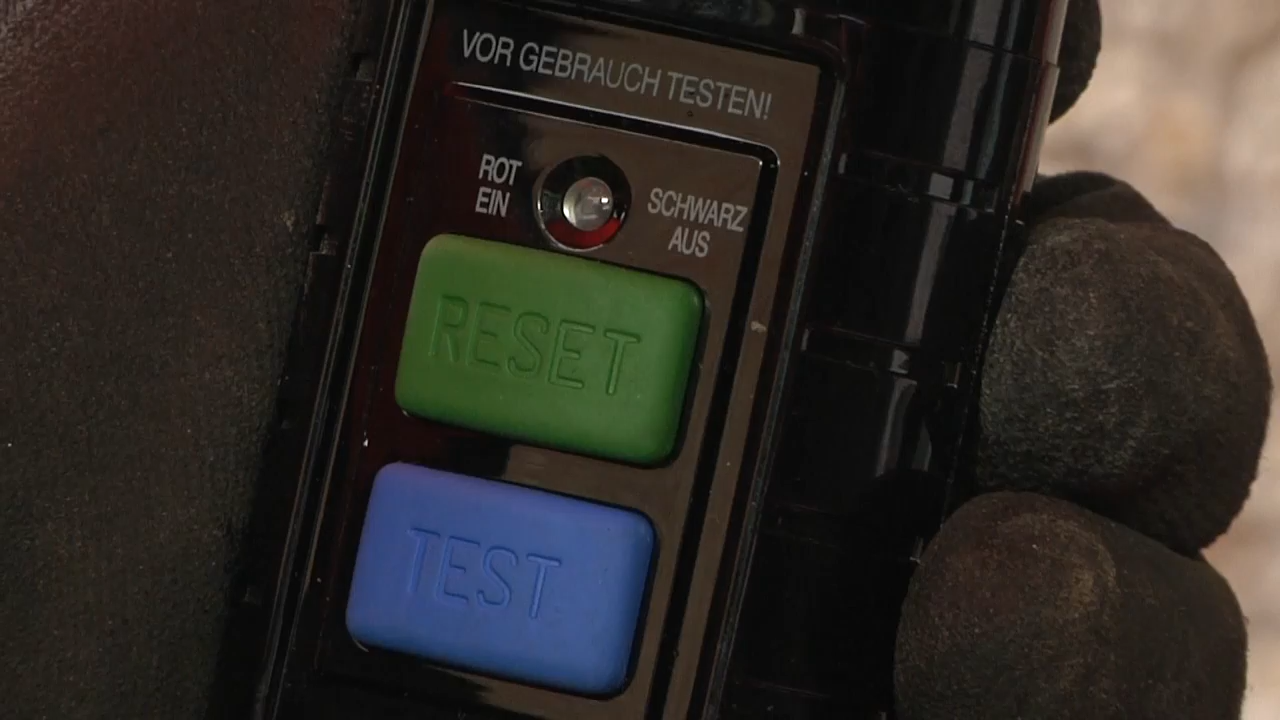 VOR GEBRAUCH TESTEN!
ROT
EIN
SCHWARZ
AUS
RESET
TEST